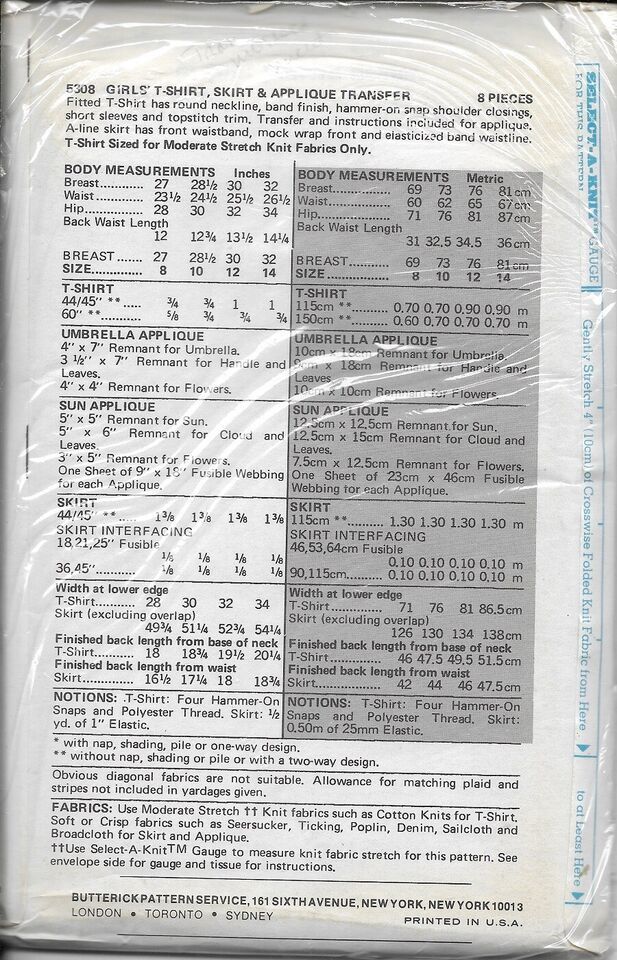 5308 GIRLS' T-SHIRT, SKIRT & APPLIQUE TRANSFER 8 PIECES
Fitted T-Shirt has round neckline, band finish, hammer-on snap shoulder closings,
short sleeves and topstitch trim. Transfer and instructions included for applique.
A-line skirt has front waistband, mock wrap front and elasticized band waistline.
T-Shirt Sized for Moderate Stretch Knit Fabrics Only.
BODY MEASUREMENTS Inches
Breast............ 27 28½ 30 32
Waist............. 23½ 24½ 25½ 26½
Hip................ 28 30 32 34
Back Waist Length
12 12¾ 13½ 14¼
BREAST......... 27 28½ 30 32
SIZE.............. 8 10 12 14
T-SHIRT
44/45" ** ..... ¾ ¾ 1 1
60" **........... ⅝ ¾ ¾ ¾
UMBRELLA APPLIQUE
4" x 7" Remnant for Umbrella.
3 ½" x 7" Remnant for Handle and
Leaves.
4" x 4" Remnant for Flowers.
SUN APPLIQUE
5" x 5" Remnant for Sun.
5" x 6" Remnant for Cloud and
Leaves.
3" x 5" Remnant for Flowers.
One Sheet of 9" x 18" Fusible Webbing
for each Applique.
SKIRT
44/45" ** ..... 1⅜ 1⅜ 1⅜ 1⅜
SKIRT INTERFACING
18,21,25" Fusible
⅛ ⅛ ⅛ ⅛
36,45"........... ⅛ ⅛ ⅛ ⅛
Width at lower edge
T-Shirt........... 28 30 32 34
Skirt (excluding overlap)
49¾ 51¼ 52¾ 54¼
Finished back length from base of neck
T-Shirt........... 18 18¾ 19½ 20¼
Finished back length from waist
Skirt............... 16½ 17¼ 18 18¾
NOTIONS: .T-Shirt: Four Hammer-On
Snaps and Polyester Thread. Skirt: ½
yd. of 1" Elastic.
BODY MEASUREMENTS Metric
Breast............ 69 73 76 81cm
Waist............. 60 62 65 67cm
Hip................ 71 76 81 87cm
Back Waist Length
31 32,5 34.5 36cm
BREAST......... 69 73 76 81cm
SIZE.............. 8 10 12 14
T-SHIRT
115cm **.......... 0.70 0.70 0.90 0.90 m
150cm **.......... 0.60 0.70 0.70 0.70 m
UMBRELLA APPLIQUE
10cm x 18cm Remnant for Umbrella.
9cm x 18cm Remnant for Handle and
Leaves
10cm x 10cm Remnant for Flowers
SUN APPLIQUE
12.5cm x 12,5cm Remnant for Sun.
12.5cm x 15cm Remnant for Cloud and
Leaves.
7.5cm x 12.5cm Remnant for Flowers.
One Sheet of 23cm x 46cm Fusible
Webbing for each Applique.
SKIRT
115cm **.......... 1.30 1.30 1.30 1.30 m
SKIRT INTERFACING
46,53,64cm Fusible
0.10 0.10 0.10 0.10 m
90,115cm......... 0.10 0.10 0.10 0.10 m
Width at lower edge
T-Shirt............... 71 76 81 86.5cm
Skirt (excluding overlap)
126 130 134 138cm
Finished back length from base of neck
T-Shirt............... 46 47.5 49.5 51.5cm
Finished back length from waist
Skirt................... 42 44 46 47.5cm
NOTIONS: T-Shirt: Four Hammer-On
Snaps and Polyester Thread. Skirt:
0.50m of 25mm Elastic.
* with nap, shading, pile or one-way design.
** without nap, shading or pile or with a two-way design.
Obvious diagonal fabrics are not suitable. Allowance for matching plaid and
stripes not included in yardages given.
FABRICS: Use Moderate Stretch †† Knit fabrics such as Cotton Knits for T-Shirt.
Soft or Crisp fabrics such as Seersucker, Ticking, Poplin, Denim, Sailcloth and
Broadcloth for Skirt and Applique.
††Use Select-A-KnitTM Gauge to measure knit fabric stretch for this pattern. See
envelope side for gauge and tissue for instructions.
BUTTERICK PATTERN SERVICE, 161 SIXTH AVENUE, NEW YORK, NEW YORK 10013
LONDON • TORONTO • SYDNEY PRINTED IN U.S.A.
SELECT-A-KNIT™ GAUGE
FOR THIS PATTERN
Gently Stretch 4" (10cm) of Crosswise Folded Knit Fabric from Here
to at Least Here